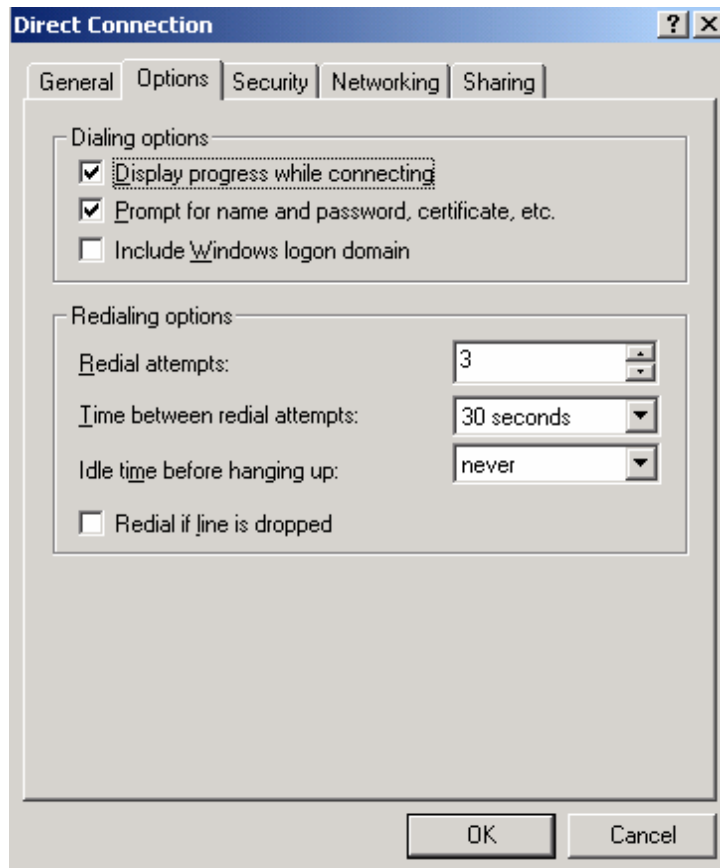 Direct Connection
General Options Security Networking Sharing
Dialing options
Display progress while connecting
Prompt for name and password, certificate, etc.
Include Windows logon domain
Redialing options
Redial attempts: 3
Time between redial attempts: 30 seconds
Idle time before hanging up: never
Redial if line is dropped
OK Cancel